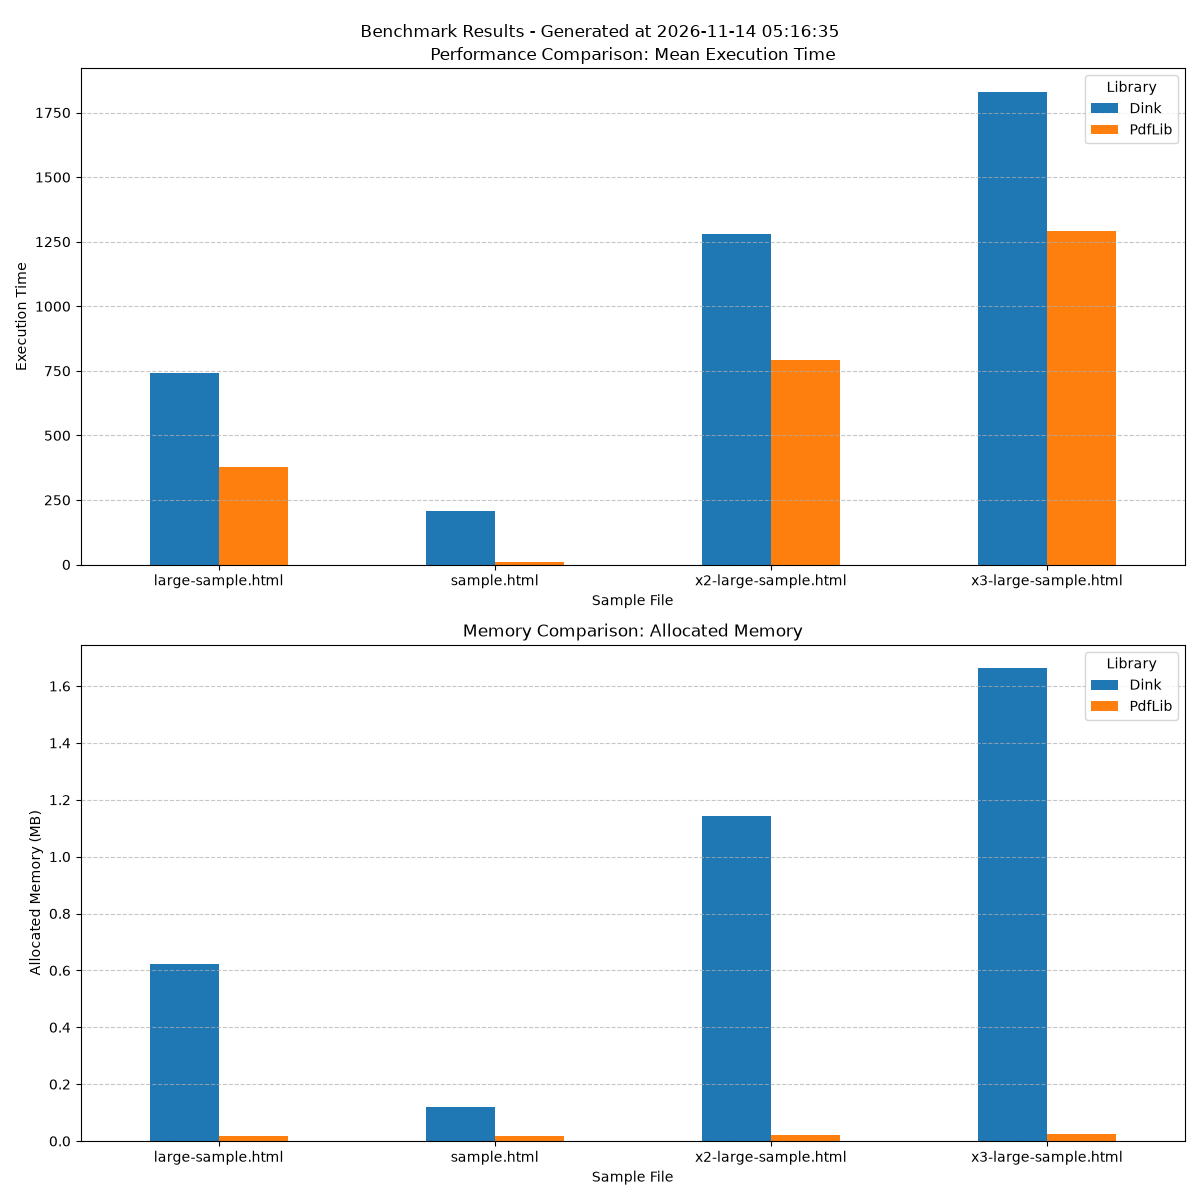 Benchmark Results - Generated at 2026-11-14 05:16:35
Performance Comparison: Mean Execution Time
Execution Time
1750
1500
1250
1000
750
500
250
0
Library
Dink
PdfLib
large-sample.html
sample.html
x2-large-sample.html
x3-large-sample.html
Sample File
Memory Comparison: Allocated Memory
Allocated Memory (MB)
1.6
1.4
1.2
1.0
0.8
0.6
0.4
0.2
0.0
Library
Dink
PdfLib
large-sample.html
sample.html
x2-large-sample.html
x3-large-sample.html
Sample File